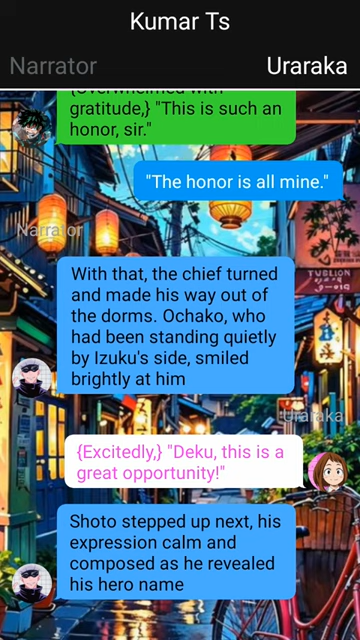 Kumar Ts
Narrator
Uraraka
{Overwhelmed with
gratitude,} "This is such an
honor, sir."
"The honor is all mine."
Narrator
With that, the chief turned
and made his way out of
the dorms. Ochako, who
had been standing quietly
by Izuku's side, smiled
brightly at him
Uraraka
{Excitedly,} "Deku, this is a
great opportunity!"
Shoto stepped up next, his
expression calm and
composed as he revealed
his hero name